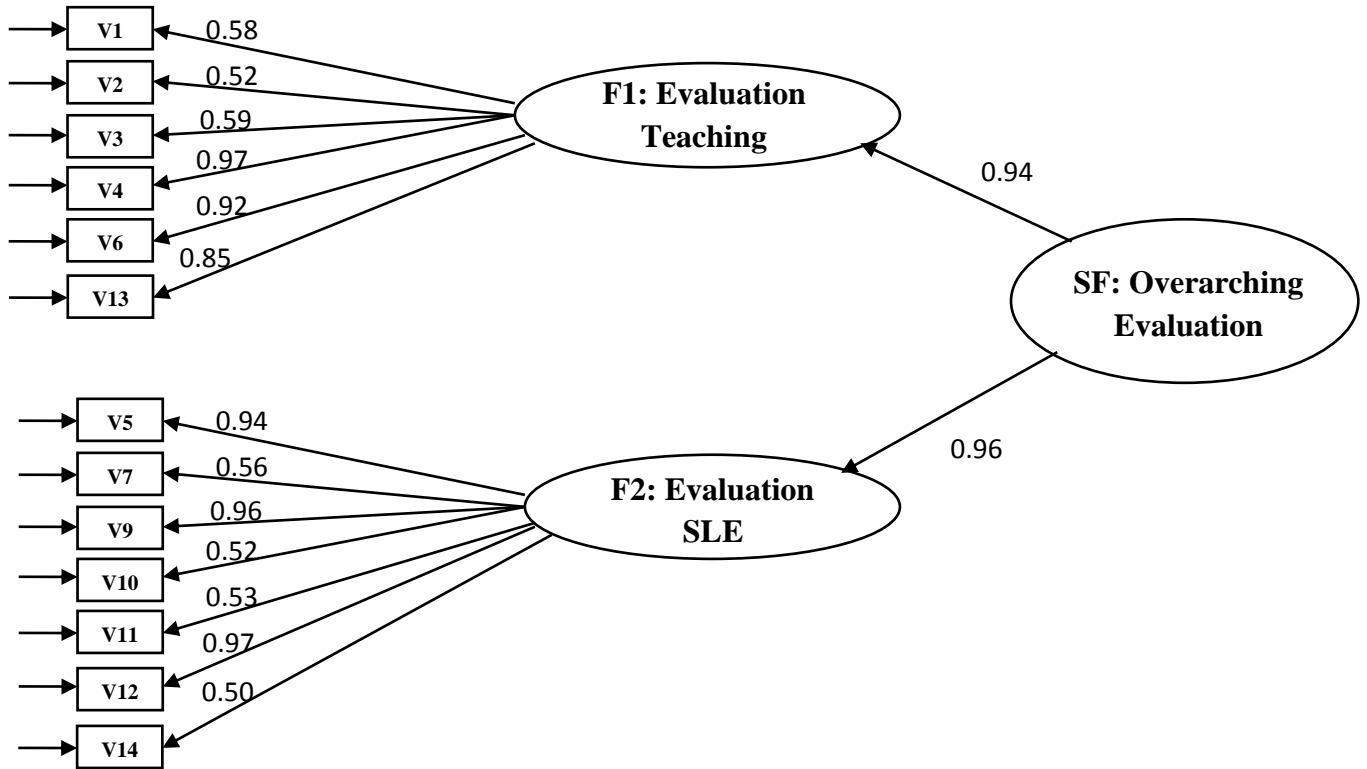 V1
0.58
V2
0.52
V3
0.59
V4
0.97
V6
0.92
V13
0.85
F1: Evaluation
Teaching
0.94
SF: Overarching
Evaluation
0.96
V5
0.94
V7
0.56
V9
0.96
V10
0.52
V11
0.53
V12
0.97
V14
0.50
F2: Evaluation
SLE